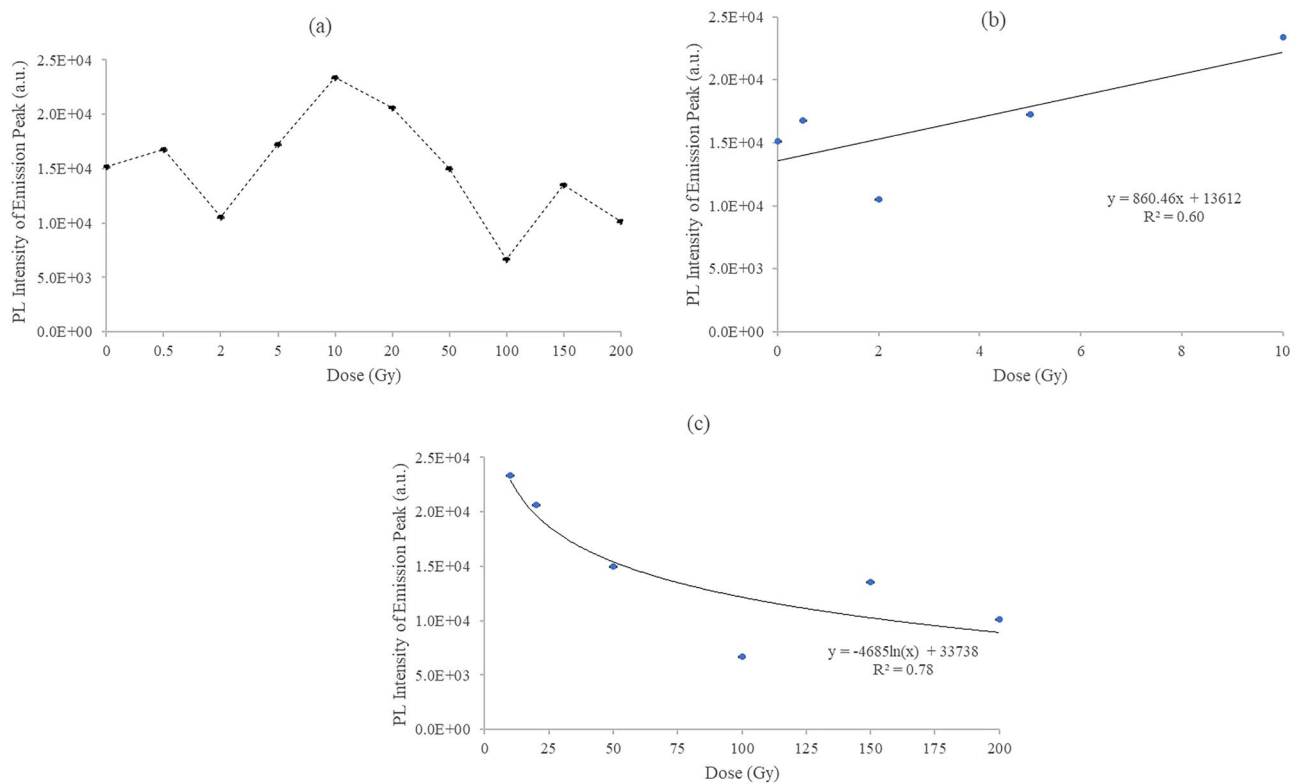 (a)
PL Intensity of Emission Peak (a.u.)
2.5E+04
2.0E+04
1.5E+04
1.0E+04
5.0E+03
0.0E+00
0 0.5 2 5 10 20 50 100 150 200
Dose (Gy)
(b)
PL Intensity of Emission Peak (a.u.)
2.5E+04
2.0E+04
1.5E+04
1.0E+04
5.0E+03
0.0E+00
y = 860.46x + 13612
R² = 0.60
0 2 4 6 8 10
Dose (Gy)
(c)
PL Intensity of Emission Peak (a.u.)
2.5E+04
2.0E+04
1.5E+04
1.0E+04
5.0E+03
0.0E+00
y = -4685ln(x) + 33738
R² = 0.78
0 25 50 75 100 125 150 175 200
Dose (Gy)